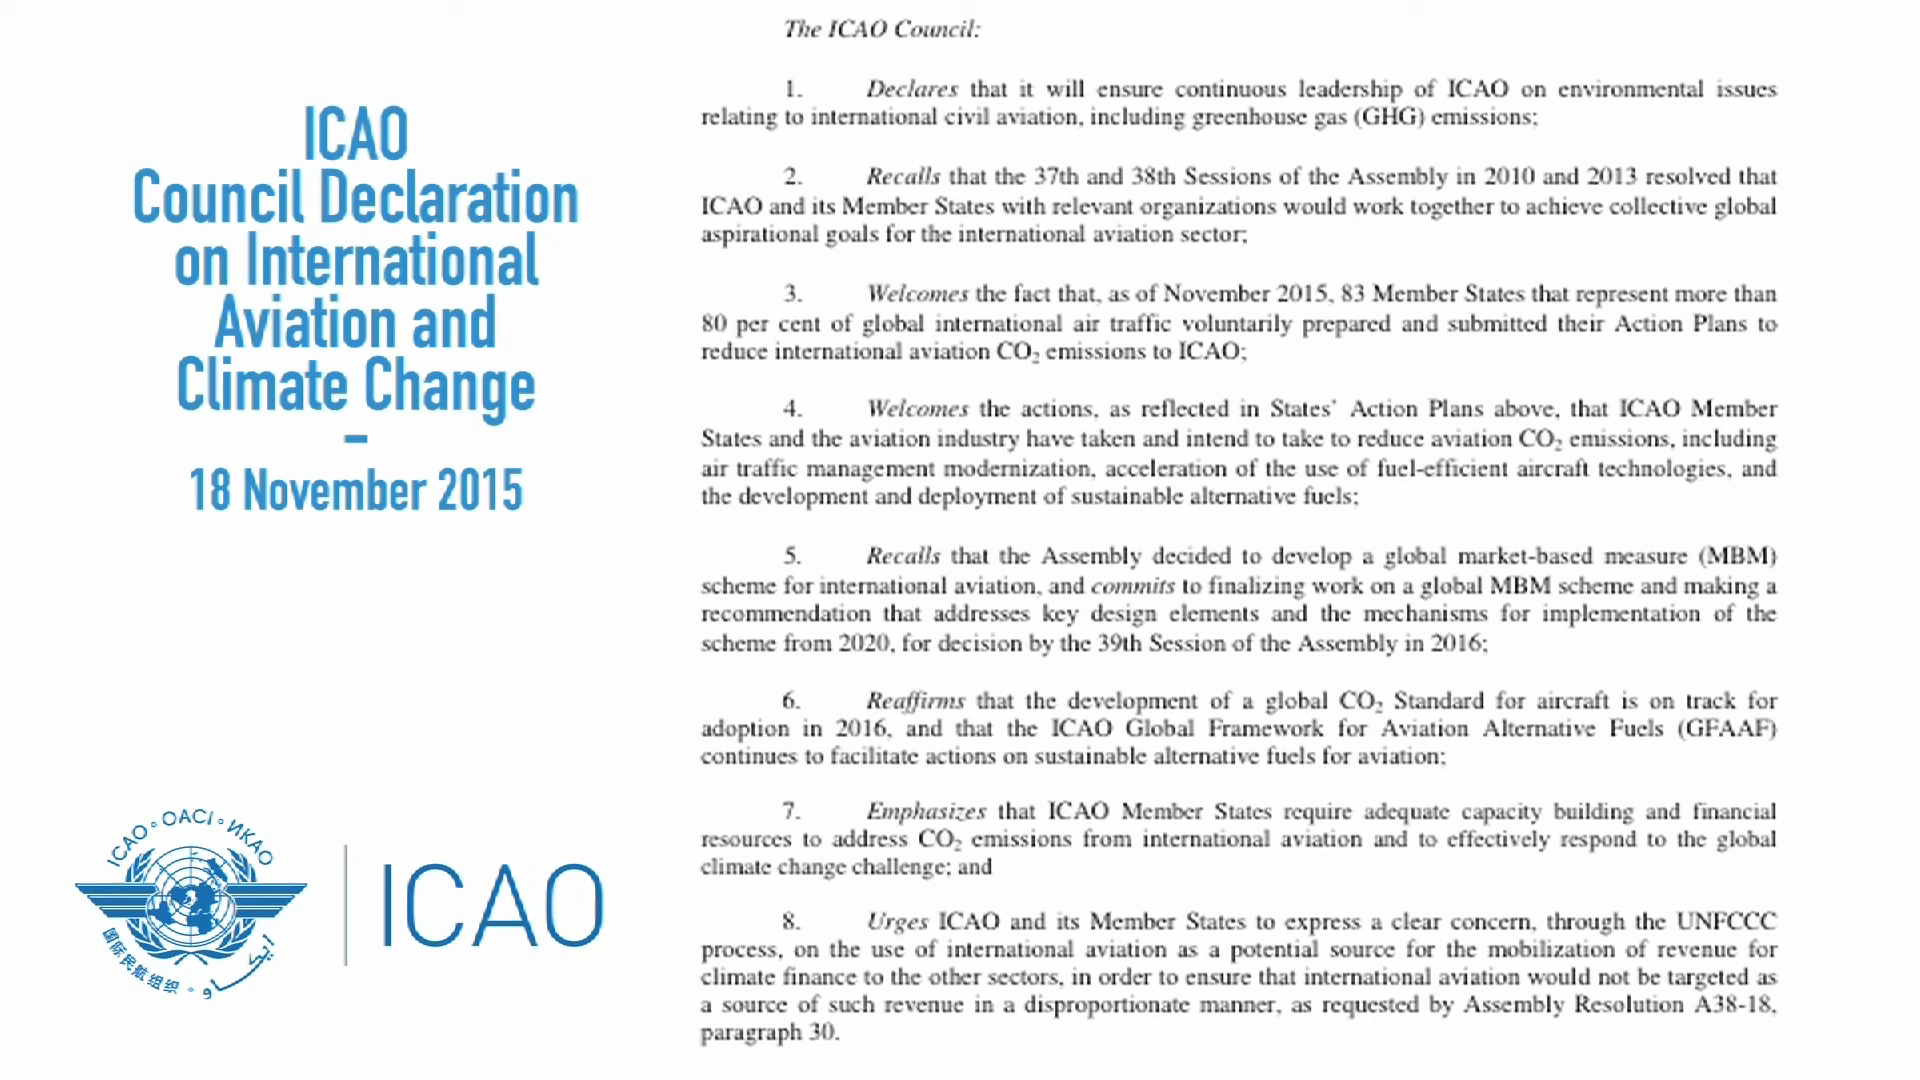 ICAO
Council Declaration
on International
Aviation and
Climate Change
–
18 November 2015
ICAO◦OACI◦ИКАО
国际民航组织
ايكاو
ICAO
The ICAO Council:
1. Declares that it will ensure continuous leadership of ICAO on environmental issues
relating to international civil aviation, including greenhouse gas (GHG) emissions;
2. Recalls that the 37th and 38th Sessions of the Assembly in 2010 and 2013 resolved that
ICAO and its Member States with relevant organizations would work together to achieve collective global
aspirational goals for the international aviation sector;
3. Welcomes the fact that, as of November 2015, 83 Member States that represent more than
80 per cent of global international air traffic voluntarily prepared and submitted their Action Plans to
reduce international aviation CO₂ emissions to ICAO;
4. Welcomes the actions, as reflected in States' Action Plans above, that ICAO Member
States and the aviation industry have taken and intend to take to reduce aviation CO₂ emissions, including
air traffic management modernization, acceleration of the use of fuel-efficient aircraft technologies, and
the development and deployment of sustainable alternative fuels;
5. Recalls that the Assembly decided to develop a global market-based measure (MBM)
scheme for international aviation, and commits to finalizing work on a global MBM scheme and making a
recommendation that addresses key design elements and the mechanisms for implementation of the
scheme from 2020, for decision by the 39th Session of the Assembly in 2016;
6. Reaffirms that the development of a global CO₂ Standard for aircraft is on track for
adoption in 2016, and that the ICAO Global Framework for Aviation Alternative Fuels (GFAAF)
continues to facilitate actions on sustainable alternative fuels for aviation;
7. Emphasizes that ICAO Member States require adequate capacity building and financial
resources to address CO₂ emissions from international aviation and to effectively respond to the global
climate change challenge; and
8. Urges ICAO and its Member States to express a clear concern, through the UNFCCC
process, on the use of international aviation as a potential source for the mobilization of revenue for
climate finance to the other sectors, in order to ensure that international aviation would not be targeted as
a source of such revenue in a disproportionate manner, as requested by Assembly Resolution A38-18,
paragraph 30.